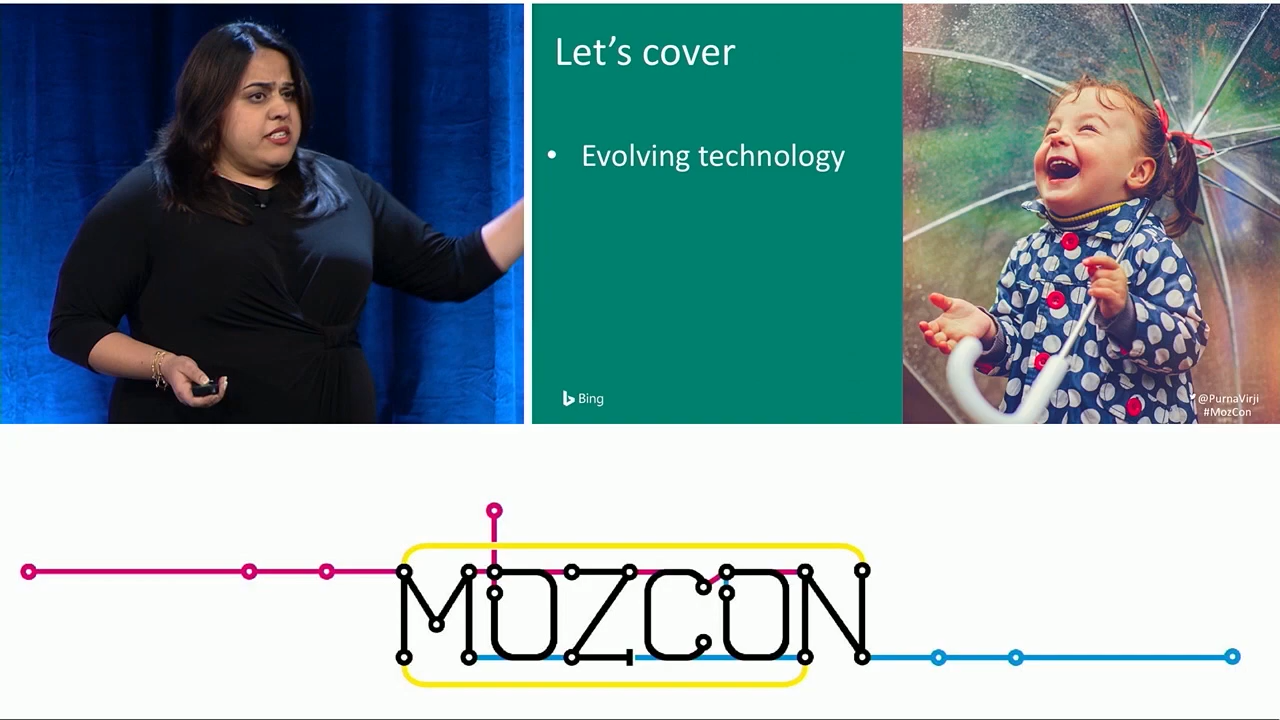 Let's cover
• Evolving technology
Bing
@PurnaVirji
#MozCon
MOZCON